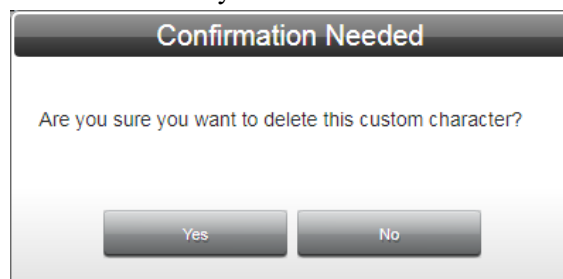 Confirmation Needed
Are you sure you want to delete this custom character?
Yes No